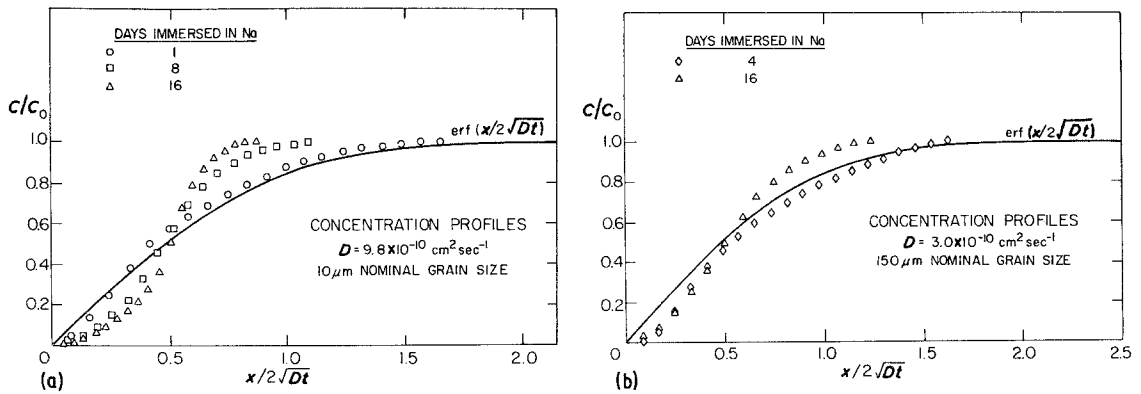 DAYS IMMERSED IN Na
○ 1
□ 8
△ 16
C/C₀
1.0
0.8
0.6
0.4
0.2
0
erf (x/2√Dt)
CONCENTRATION PROFILES
D = 9.8×10⁻¹⁰ cm² sec⁻¹
10 μm NOMINAL GRAIN SIZE
0.5
1.0
1.5
2.0
(a)
x/2√Dt
DAYS IMMERSED IN Na
◇ 4
△ 16
C/C₀
1.0
0.8
0.6
0.4
0.2
0
erf (x/2√Dt)
CONCENTRATION PROFILES
D = 3.0×10⁻¹⁰ cm² sec⁻¹
150 μm NOMINAL GRAIN SIZE
0.5
1.0
1.5
2.0
2.5
(b)
x/2√Dt